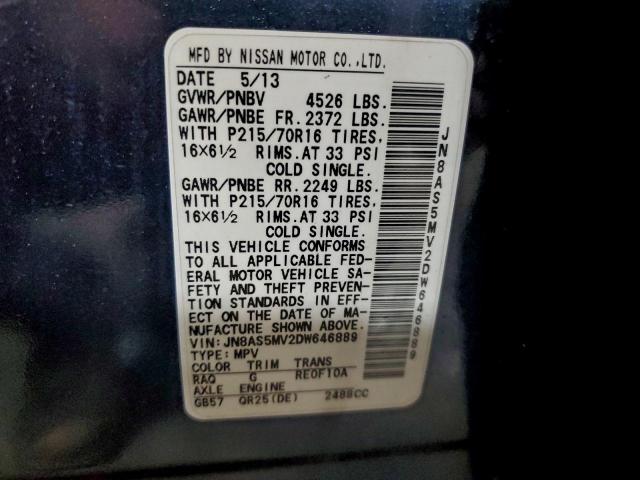 MFD BY NISSAN MOTOR CO.,LTD.
DATE 5/13
GVWR/PNBV 4526 LBS.
GAWR/PNBE FR. 2372 LBS.
WITH P215/70R16 TIRES,
16X6½ RIMS.AT 33 PSI
COLD SINGLE.
GAWR/PNBE RR. 2249 LBS.
WITH P215/70R16 TIRES,
16X6½ RIMS.AT 33 PSI
COLD SINGLE.
THIS VEHICLE CONFORMS
TO ALL APPLICABLE FED-
ERAL MOTOR VEHICLE SA-
FETY AND THEFT PREVEN-
TION STANDARDS IN EFF-
ECT ON THE DATE OF MA-
NUFACTURE SHOWN ABOVE.
VIN: JN8AS5MV2DW646889
TYPE: MPV
COLOR TRIM TRANS
RAQ G RE0F10A
AXLE ENGINE
GB57 QR25(DE) 2488CC
JN8AS5MV2DW646889